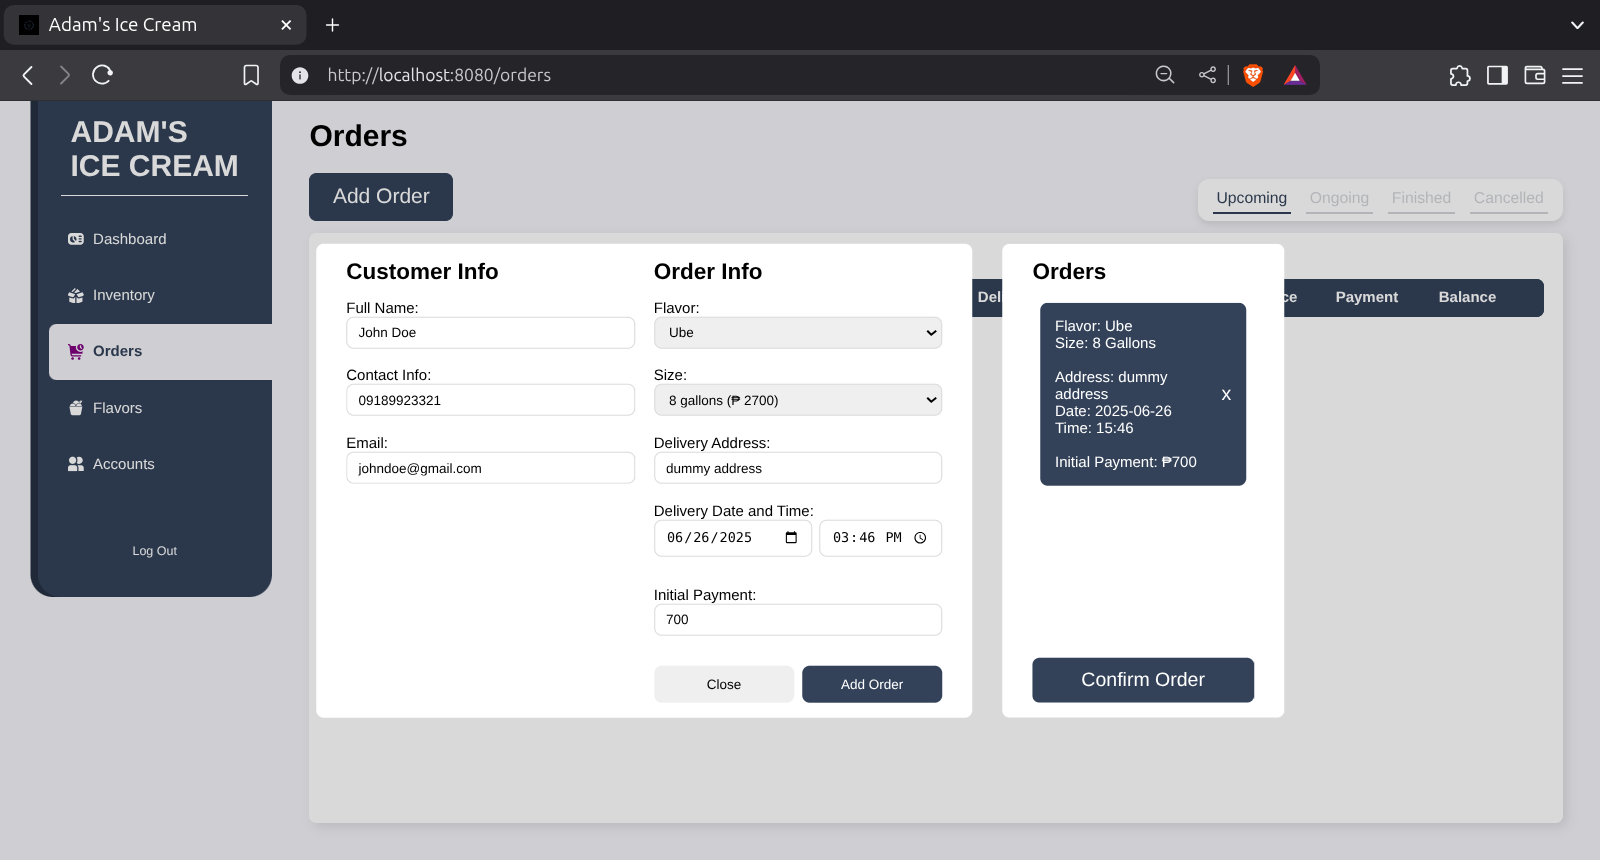 Adam's Ice Cream
http://localhost:8080/orders
ADAM'S
ICE CREAM
Dashboard
Inventory
Orders
Flavors
Accounts
Log Out
Orders
Add Order
Upcoming Ongoing Finished Cancelled
Payment Balance
Customer Info
Full Name:
John Doe
Contact Info:
09189923321
Email:
johndoe@gmail.com
Order Info
Flavor:
Ube
Size:
8 gallons (₱ 2700)
Delivery Address:
dummy address
Delivery Date and Time:
06/26/2025 03:46 PM
Initial Payment:
700
Close Add Order
Orders
Flavor: Ube
Size: 8 Gallons
Address: dummy
address
Date: 2025-06-26
Time: 15:46
Initial Payment: ₱700
X
Confirm Order